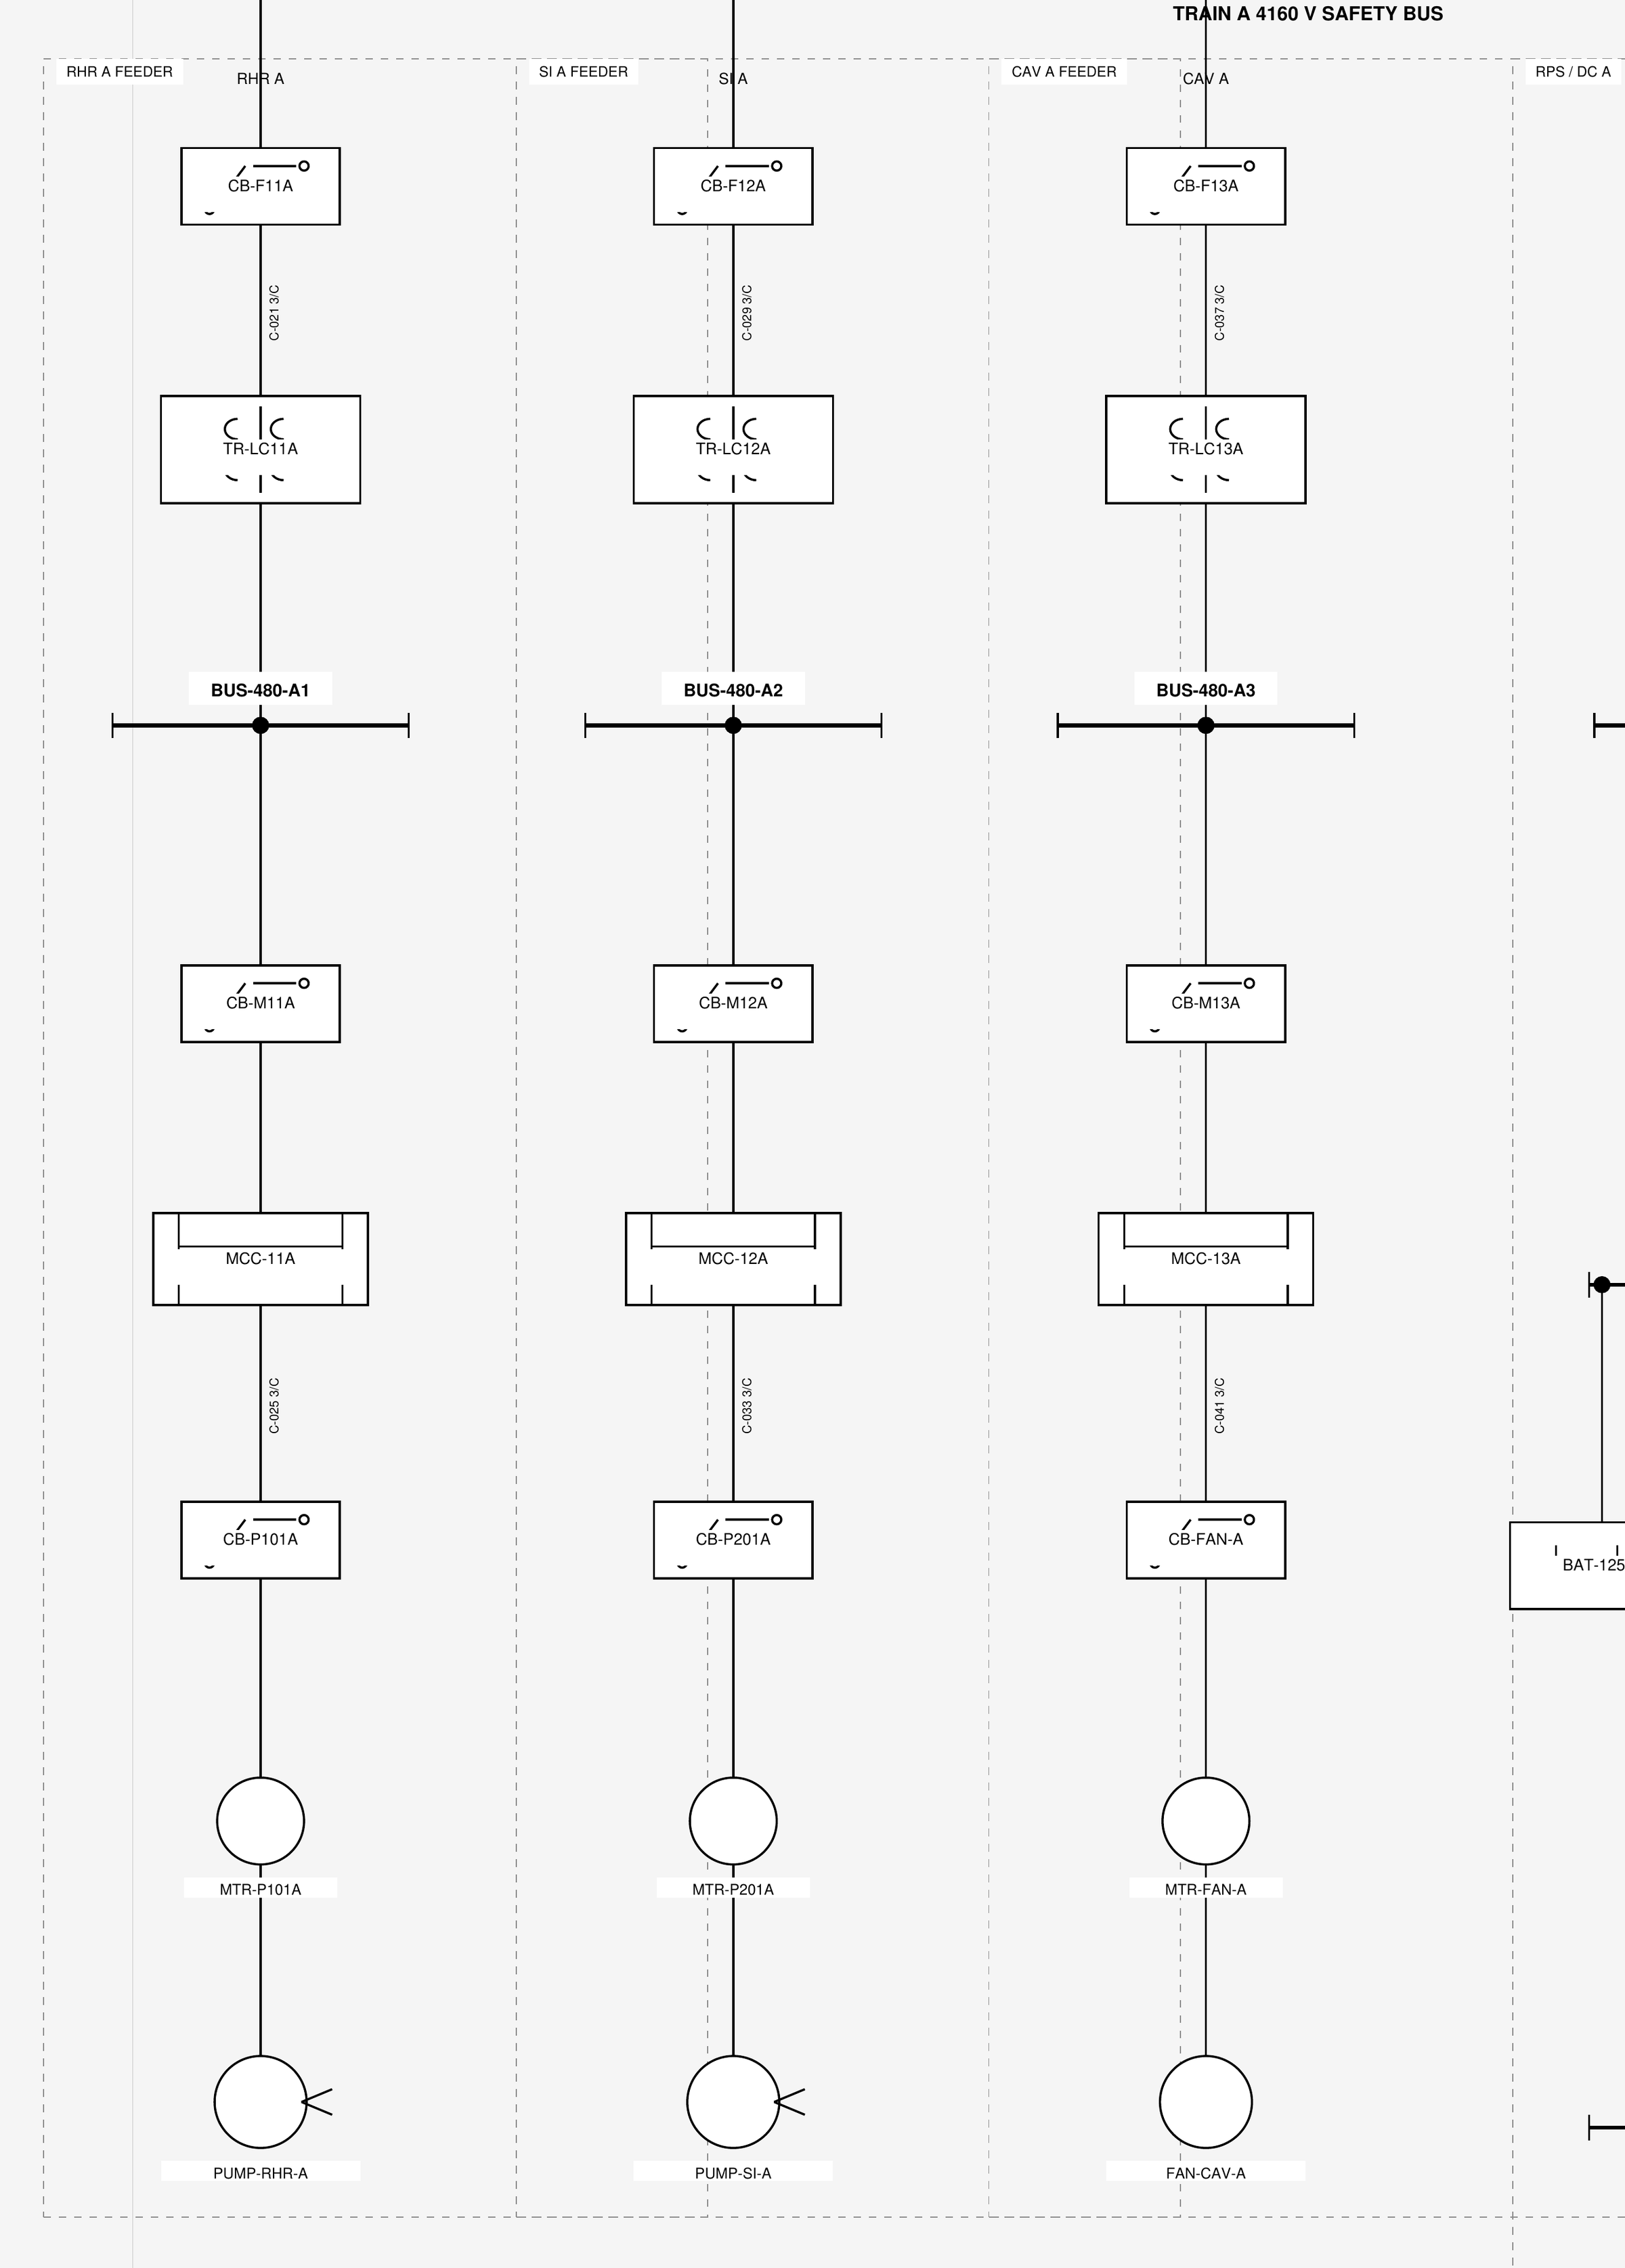 TRAIN A 4160 V SAFETY BUS
RHR A FEEDER
SI A FEEDER
CAV A FEEDER
RPS / DC A
RHR A
SI A
CAV A
CB-F11A
CB-F12A
CB-F13A
C-021 3/C
C-029 3/C
C-037 3/C
TR-LC11A
TR-LC12A
TR-LC13A
BUS-480-A1
BUS-480-A2
BUS-480-A3
CB-M11A
CB-M12A
CB-M13A
MCC-11A
MCC-12A
MCC-13A
C-025 3/C
C-033 3/C
C-041 3/C
CB-P101A
CB-P201A
CB-FAN-A
BAT-125
MTR-P101A
MTR-P201A
MTR-FAN-A
PUMP-RHR-A
PUMP-SI-A
FAN-CAV-A